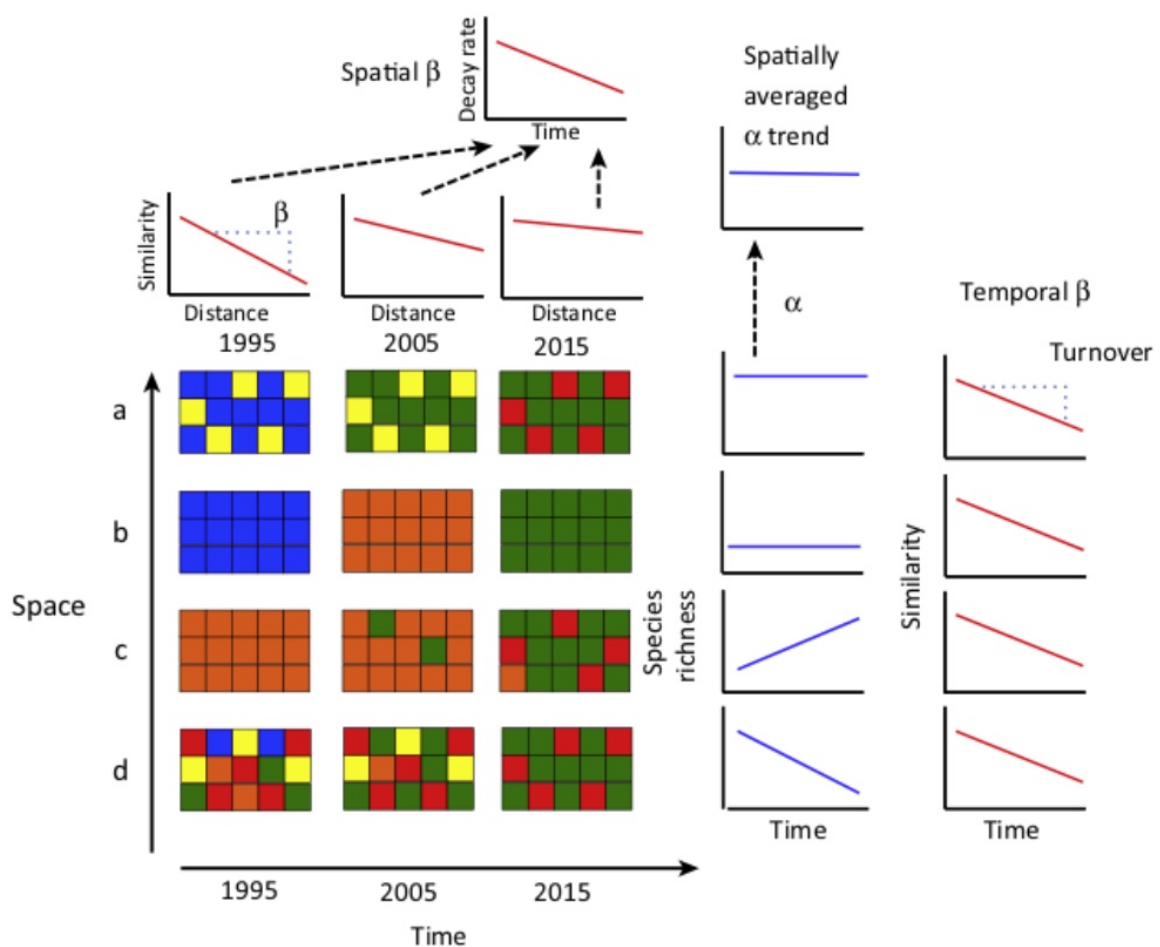 Spatial β
Decay rate
Time
Spatially
averaged
α trend
Similarity
β
Distance
Distance
Distance
1995
2005
2015
α
Temporal β
Turnover
a
b
c
d
Space
Species
richness
Similarity
Time
Time
1995
2005
2015
Time